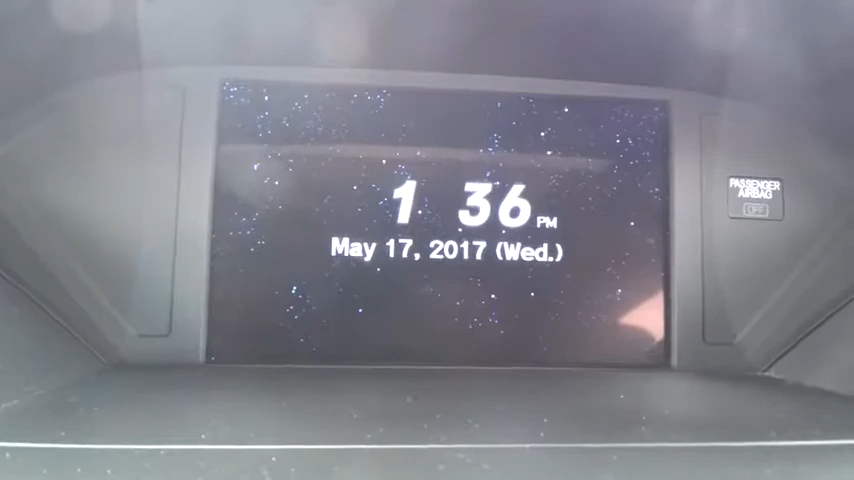 1 36 PM
May 17, 2017 (Wed.)
PASSENGER
AIRBAG
OFF